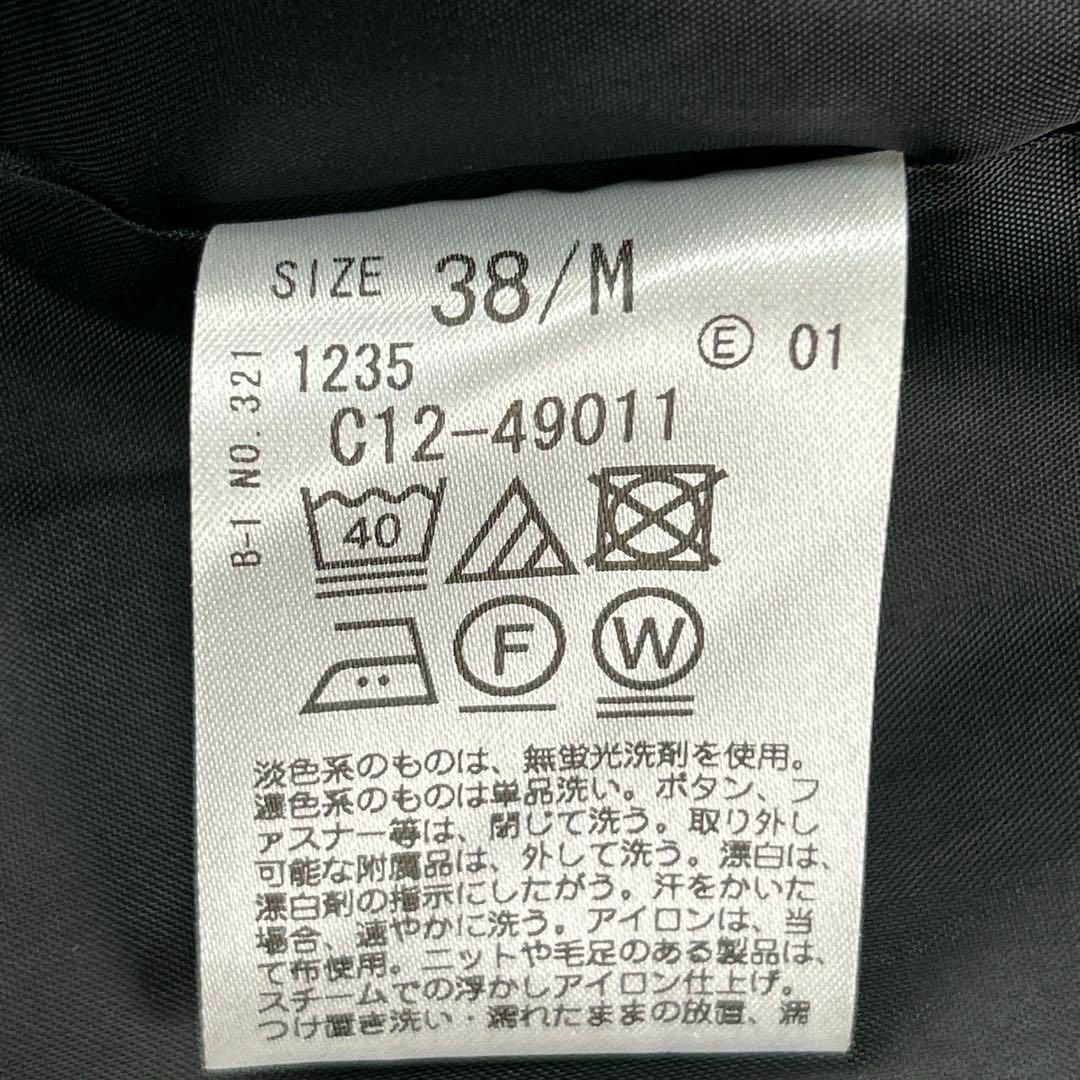 SIZE 38/M
1235 Ⓔ 01
C12-49011
B-1 NO.321
40
F W
淡色系のものは、無蛍光洗剤を使用。
濃色系のものは単品洗い。ボタン、フ
ァスナー等は、閉じて洗う。取り外し
可能な附属品は、外して洗う。漂白は、
漂白剤の指示にしたがう。汗をかいた
場合、速やかに洗う。アイロンは、当
て布使用。ニットや毛足のある製品は、
スチームでの浮かしアイロン仕上げ。
つけ置き洗い・濡れたままの放置、濡